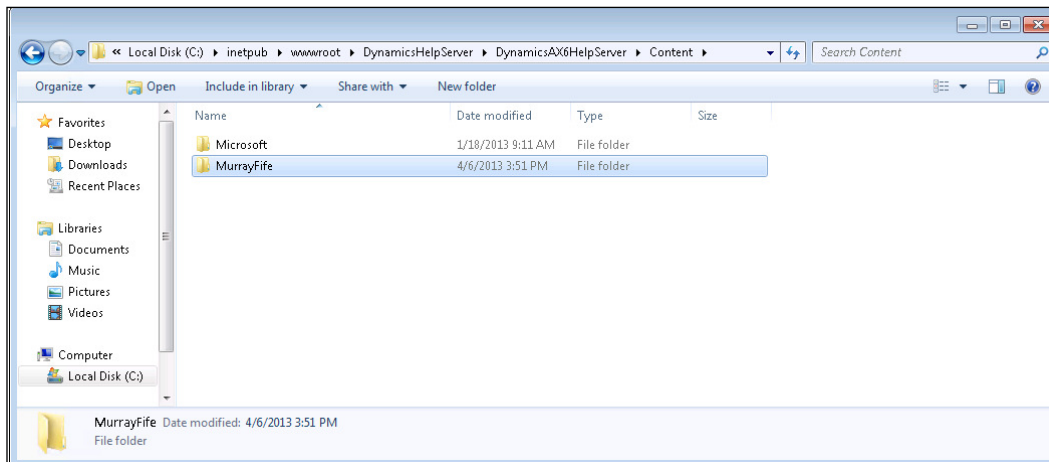 « Local Disk (C:) ▸ inetpub ▸ wwwroot ▸ DynamicsHelpServer ▸ DynamicsAX6HelpServer ▸ Content ▸ Search Content
Organize Open Include in library Share with New folder
Name Date modified Type Size
Microsoft 1/18/2013 9:11 AM File folder
MurrayFife 4/6/2013 3:51 PM File folder
Favorites
Desktop
Downloads
Recent Places
Libraries
Documents
Music
Pictures
Videos
Computer
Local Disk (C:)
MurrayFife Date modified: 4/6/2013 3:51 PM
File folder